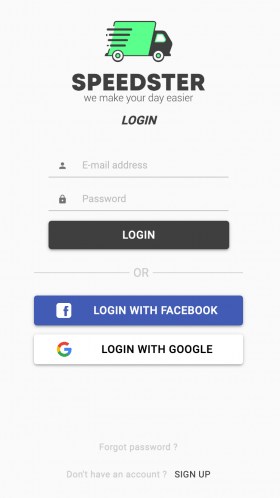 SPEEDSTER
we make your day easier
LOGIN
E-mail address
Password
LOGIN
OR
LOGIN WITH FACEBOOK
LOGIN WITH GOOGLE
Forgot password ?
Don't have an account ? SIGN UP